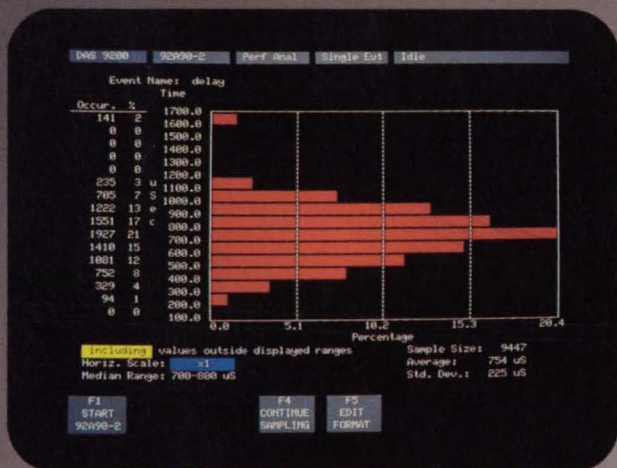 DAS 9200 92A90-2 Perf Anal Single Evt Idle
Event Name: delay
Time
Occur. %
1700.0
141 2 1600.0
0 0 1500.0
0 0 1400.0
0 0 1300.0
0 0 1200.0
235 3 u 1100.0
705 7 S 1000.0
1222 13 e 900.0
1551 17 c 800.0
1927 21 700.0
1410 15 600.0
1081 12 500.0
752 8 400.0
329 4 300.0
94 1 200.0
0 0 100.0
0.0 5.1 10.2 15.3 20.4
Percentage
including values outside displayed ranges
Sample Size: 9447
Horiz. Scale: x1
Average: 754 uS
Median Range: 700-800 uS
Std. Dev.: 225 uS
F1 START 92A90-2
F4 CONTINUE SAMPLING
F5 EDIT FORMAT